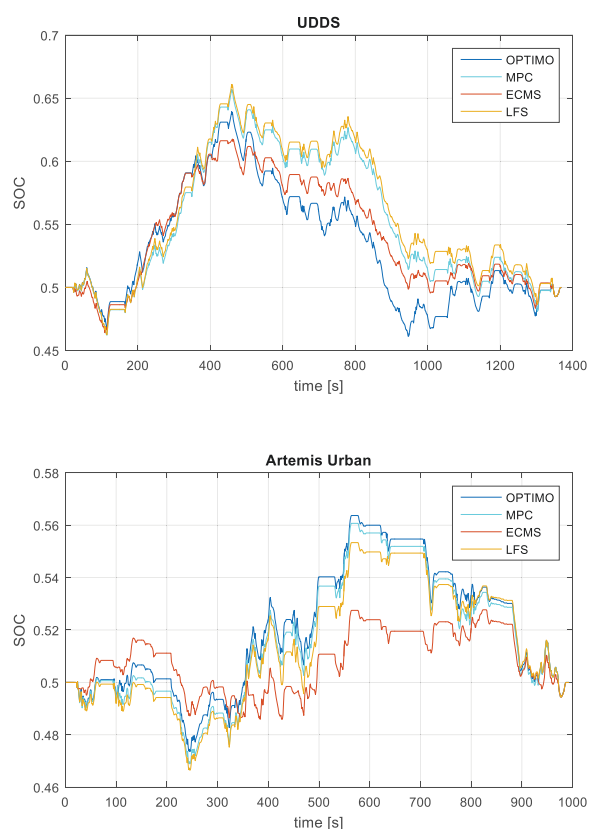 UDDS
0.7
0.65
0.6
0.55
0.5
0.45
SOC
OPTIMO
MPC
ECMS
LFS
0 200 400 600 800 1000 1200 1400
time [s]
Artemis Urban
0.58
0.56
0.54
0.52
0.5
0.48
0.46
SOC
OPTIMO
MPC
ECMS
LFS
0 100 200 300 400 500 600 700 800 900 1000
time [s]